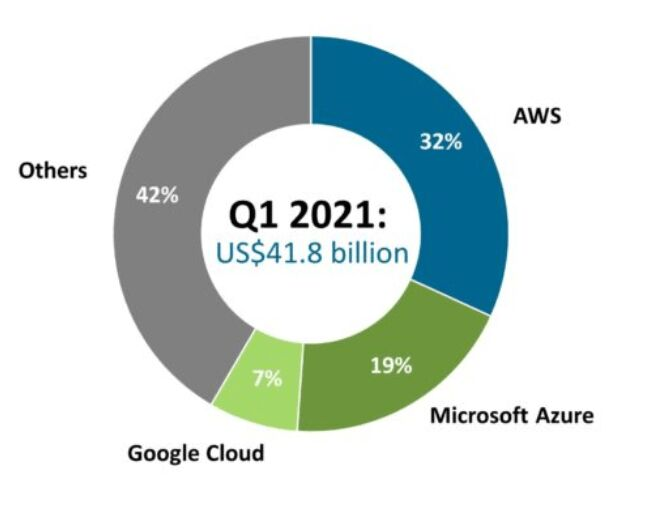 AWS
32%
Others
42%
Q1 2021:
US$41.8 billion
19%
7%
Microsoft Azure
Google Cloud